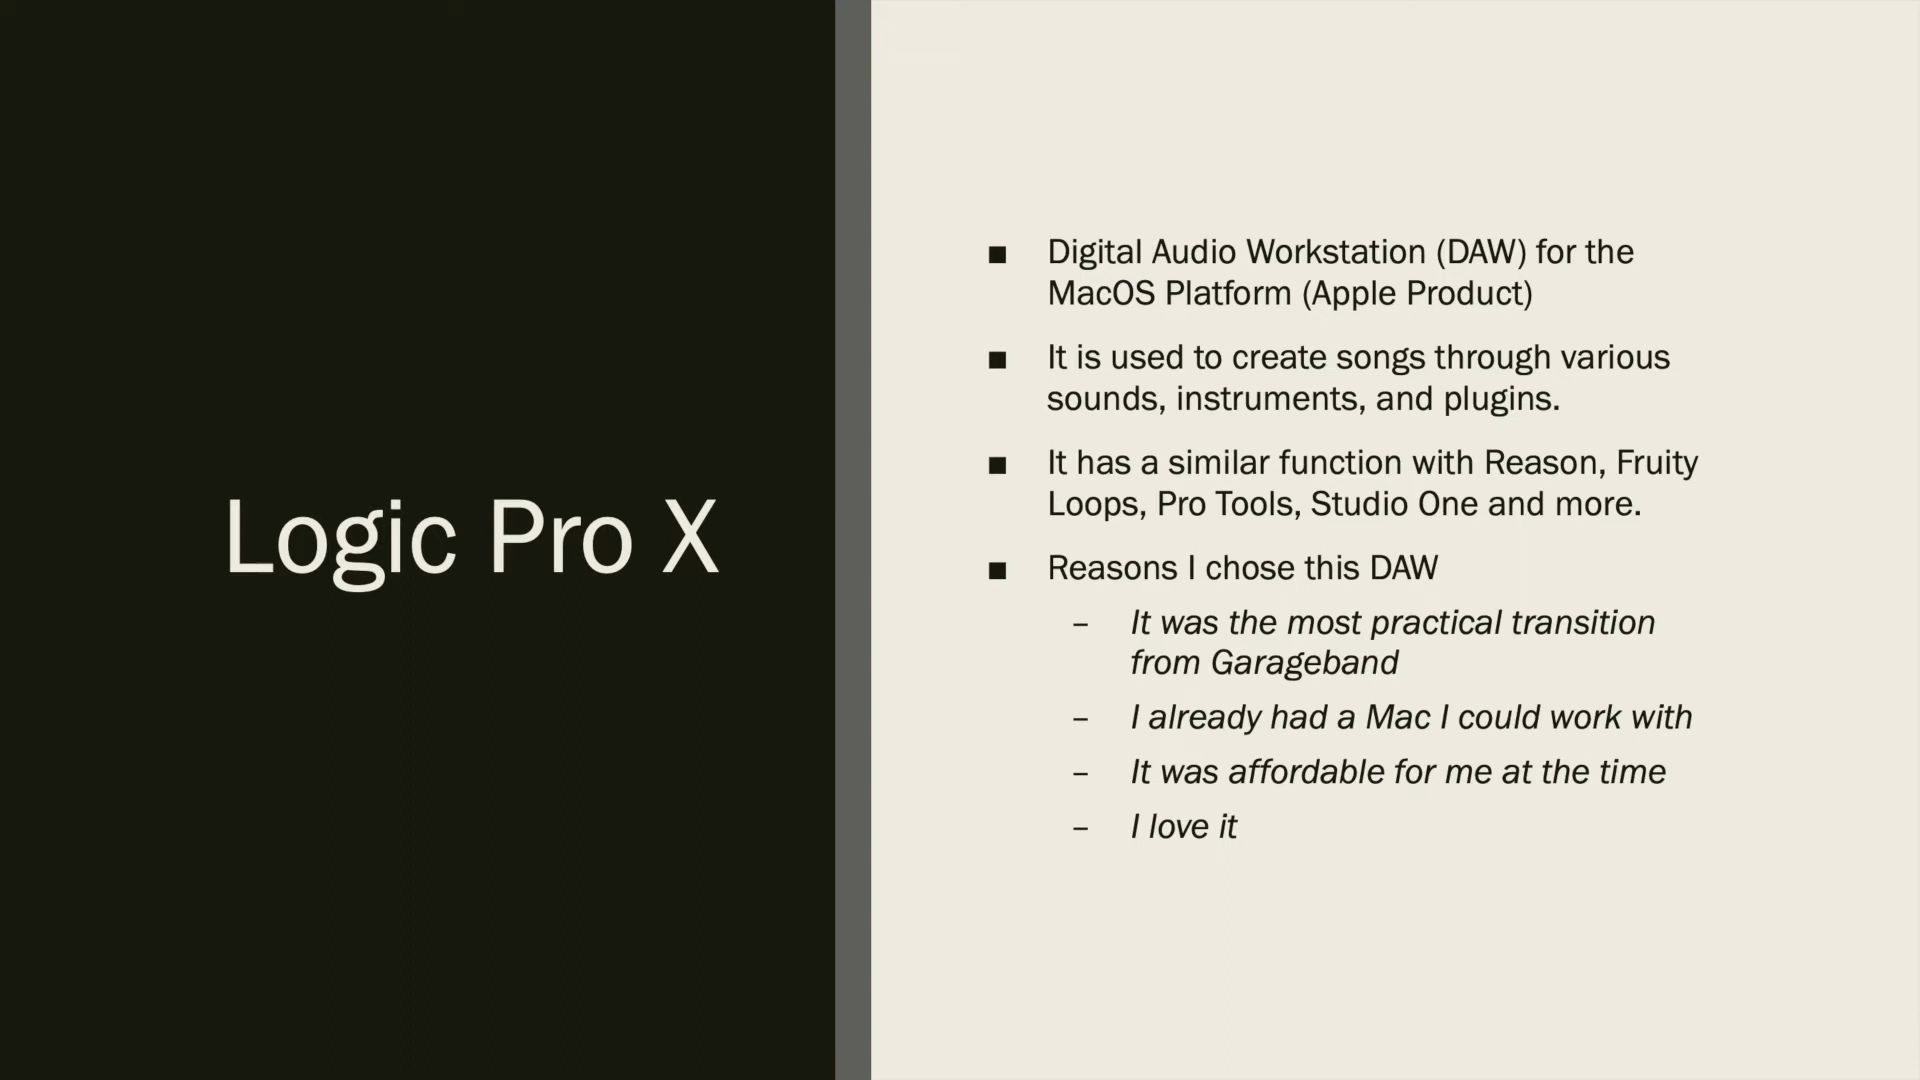 Logic Pro X
■ Digital Audio Workstation (DAW) for the
MacOS Platform (Apple Product)
■ It is used to create songs through various
sounds, instruments, and plugins.
■ It has a similar function with Reason, Fruity
Loops, Pro Tools, Studio One and more.
■ Reasons I chose this DAW
– It was the most practical transition
from Garageband
– I already had a Mac I could work with
– It was affordable for me at the time
– I love it